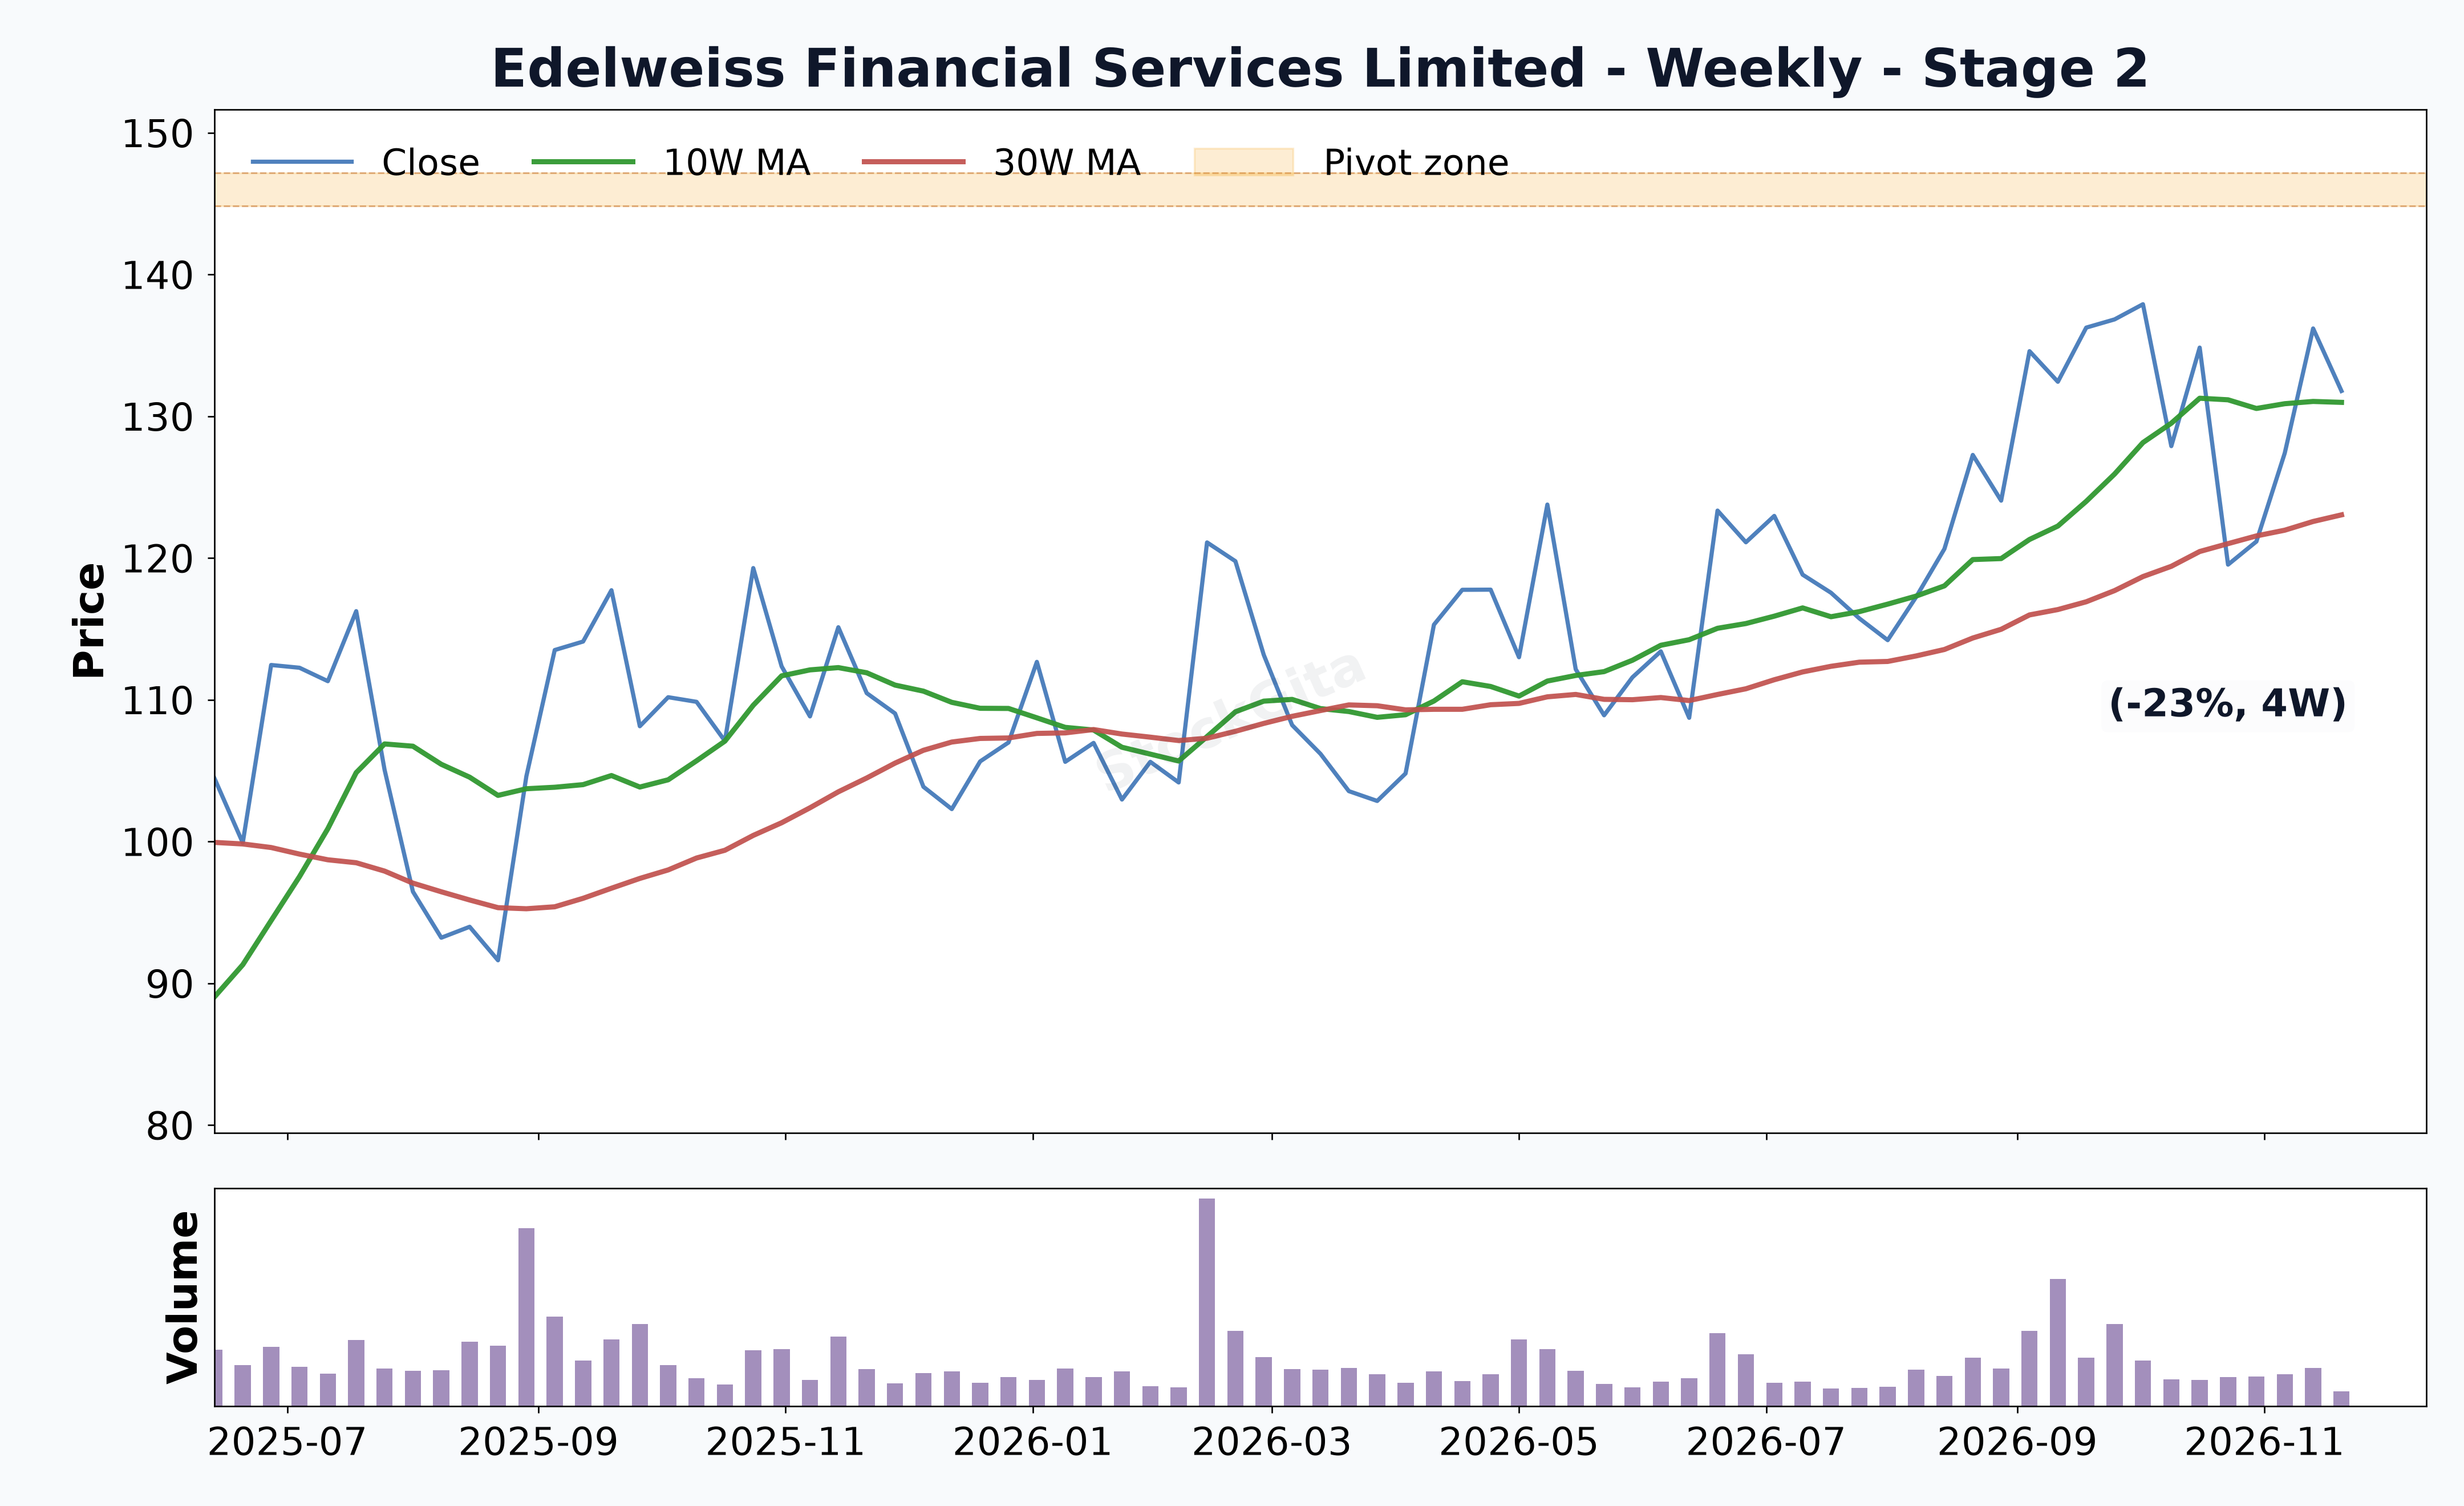 Edelweiss Financial Services Limited - Weekly - Stage 2
Close 10W MA 30W MA Pivot zone
Price
150
140
130
120
110
100
90
80
(-23%, 4W)
Volume
2025-07 2025-09 2025-11 2026-01 2026-03 2026-05 2026-07 2026-09 2026-11